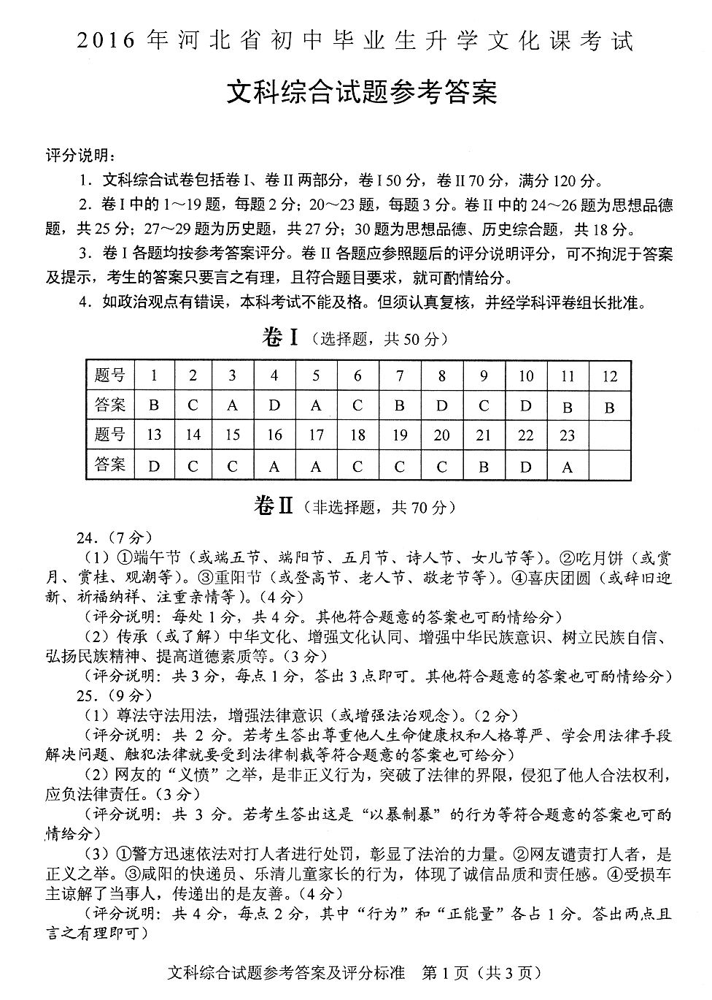 2016年河北省初中毕业生升学文化课考试
文科综合试题参考答案
评分说明：
1．文科综合试卷包括卷Ⅰ、卷Ⅱ两部分，卷Ⅰ50分，卷Ⅱ70分，满分120分。
2．卷Ⅰ中的1～19题，每题2分；20～23题，每题3分。卷Ⅱ中的24～26题为思想品德
题，共25分；27～29题为历史题，共27分；30题为思想品德、历史综合题，共18分。
3．卷Ⅰ各题均按参考答案评分。卷Ⅱ各题应参照题后的评分说明评分，可不拘泥于答案
及提示，考生的答案只要言之有理，且符合题目要求，就可酌情给分。
4．如政治观点有错误，本科考试不能及格。但须认真复核，并经学科评卷组长批准。
卷Ⅰ（选择题，共50分）
题号 1 2 3 4 5 6 7 8 9 10 11 12
答案 B C A D A C B D C D B B
题号 13 14 15 16 17 18 19 20 21 22 23
答案 D C C A A C C C B D A
卷Ⅱ（非选择题，共70分）
24．（7分）
（1）①端午节（或端五节、端阳节、五月节、诗人节、女儿节等）。②吃月饼（或赏
月、赏桂、观潮等）。③重阳节（或登高节、老人节、敬老节等）。④喜庆团圆（或辞旧迎
新、祈福纳祥、注重亲情等）。（4分）
（评分说明：每处1分，共4分。其他符合题意的答案也可酌情给分）
（2）传承（或了解）中华文化、增强文化认同、增强中华民族意识、树立民族自信、
弘扬民族精神、提高道德素质等。（3分）
（评分说明：共3分，每点1分，答出3点即可。其他符合题意的答案也可酌情给分）
25．（9分）
（1）尊法守法用法，增强法律意识（或增强法治观念）。（2分）
（评分说明：共2分。若考生答出尊重他人生命健康权和人格尊严、学会用法律手段
解决问题、触犯法律就要受到法律制裁等符合题意的答案也可给分）
（2）网友的“义愤”之举，是非正义行为，突破了法律的界限，侵犯了他人合法权利，
应负法律责任。（3分）
（评分说明：共3分。若考生答出这是“以暴制暴”的行为等符合题意的答案也可酌
情给分）
（3）①警方迅速依法对打人者进行处罚，彰显了法治的力量。②网友谴责打人者，是
正义之举。③咸阳的快递员、乐清儿童家长的行为，体现了诚信品质和责任感。④受损车
主谅解了当事人，传递出的是友善。（4分）
（评分说明：共4分，每点2分，其中“行为”和“正能量”各占1分。答出两点且
言之有理即可）
文科综合试题参考答案及评分标准 第1页（共3页）